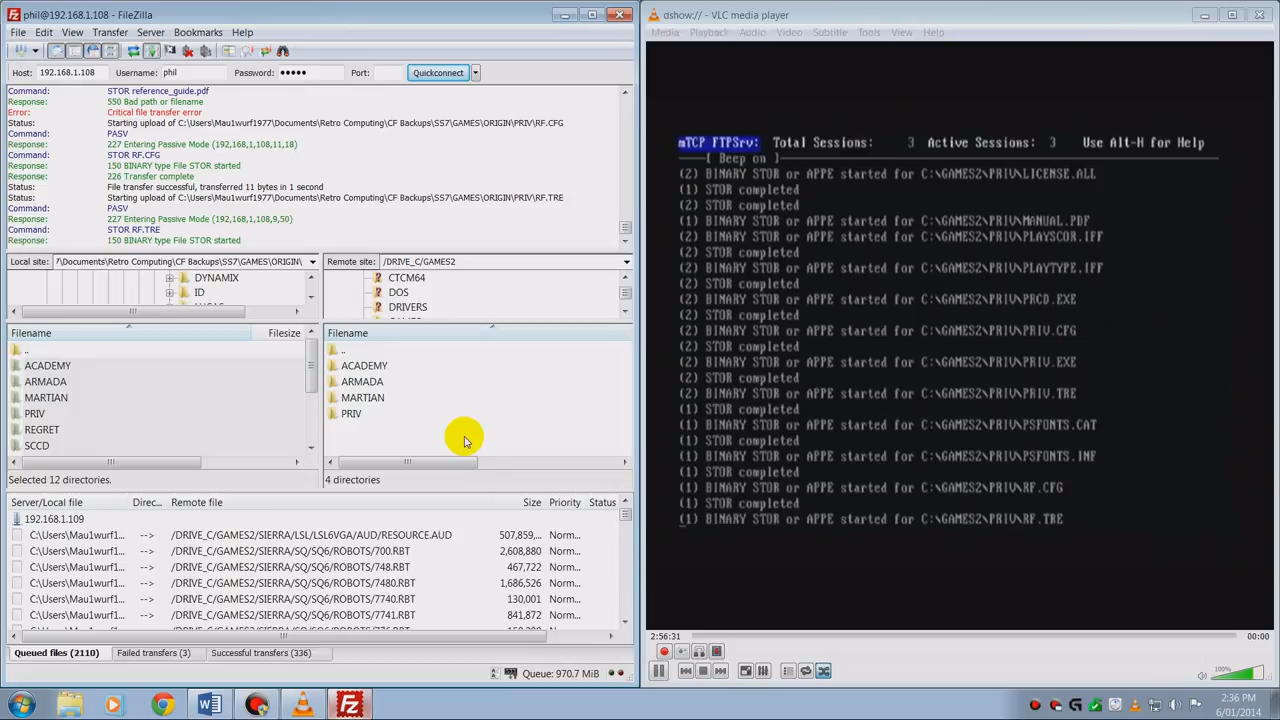 phil@192.168.1.108 - FileZilla
File Edit View Transfer Server Bookmarks Help
Host: 192.168.1.108 Username: phil Password: ●●●●● Port: Quickconnect
Command: STOR reference_guide.pdf
Response: 550 Bad path or filename
Error: Critical file transfer error
Status: Starting upload of C:\Users\Mau1wurf1977\Documents\Retro Computing\CF Backups\SS7\GAMES\ORIGIN\PRIV\RF.CFG
Command: PASV
Response: 227 Entering Passive Mode (192,168,1,108,11,18)
Command: STOR RF.CFG
Response: 150 BINARY type File STOR started
Response: 226 Transfer complete
Status: File transfer successful, transferred 11 bytes in 1 second
Status: Starting upload of C:\Users\Mau1wurf1977\Documents\Retro Computing\CF Backups\SS7\GAMES\ORIGIN\PRIV\RF.TRE
Command: PASV
Response: 227 Entering Passive Mode (192,168,1,108,9,50)
Command: STOR RF.TRE
Response: 150 BINARY type File STOR started
Local site: ?\Documents\Retro Computing\CF Backups\SS7\GAMES\ORIGIN\
DYNAMIX
ID
Remote site: /DRIVE_C/GAMES2
CTCM64
DOS
DRIVERS
Filename Filesize
..
ACADEMY
ARMADA
MARTIAN
PRIV
REGRET
SCCD
Selected 12 directories.
Filename
..
ACADEMY
ARMADA
MARTIAN
PRIV
4 directories
Server/Local file Direc... Remote file Size Priority Status
192.168.1.109
C:\Users\Mau1wurf1... --> /DRIVE_C/GAMES2/SIERRA/LSL/LSL6VGA/AUD/RESOURCE.AUD 507,859,... Norm...
C:\Users\Mau1wurf1... --> /DRIVE_C/GAMES2/SIERRA/SQ/SQ6/ROBOTS/700.RBT 2,608,880 Norm...
C:\Users\Mau1wurf1... --> /DRIVE_C/GAMES2/SIERRA/SQ/SQ6/ROBOTS/748.RBT 467,722 Norm...
C:\Users\Mau1wurf1... --> /DRIVE_C/GAMES2/SIERRA/SQ/SQ6/ROBOTS/7480.RBT 1,686,526 Norm...
C:\Users\Mau1wurf1... --> /DRIVE_C/GAMES2/SIERRA/SQ/SQ6/ROBOTS/7740.RBT 130,001 Norm...
C:\Users\Mau1wurf1... --> /DRIVE_C/GAMES2/SIERRA/SQ/SQ6/ROBOTS/7741.RBT 841,872 Norm...
Queued files (2110) Failed transfers (3) Successful transfers (336)
Queue: 970.7 MiB
dshow:// - VLC media player
Media Playback Audio Video Subtitle Tools View Help
mTCP FTPSrv: Total Sessions: 3 Active Sessions: 3 Use Alt-H for Help
[ Beep on ]
(2) BINARY STOR or APPE started for C:\GAMES2\PRIV\LICENSE.ALL
(1) STOR completed
(2) STOR completed
(1) BINARY STOR or APPE started for C:\GAMES2\PRIV\MANUAL.PDF
(2) BINARY STOR or APPE started for C:\GAMES2\PRIV\PLAYSCOR.IFF
(2) STOR completed
(2) BINARY STOR or APPE started for C:\GAMES2\PRIV\PLAYTYPE.IFF
(2) STOR completed
(2) BINARY STOR or APPE started for C:\GAMES2\PRIV\PRCD.EXE
(2) STOR completed
(2) BINARY STOR or APPE started for C:\GAMES2\PRIV\PRIV.CFG
(2) STOR completed
(2) BINARY STOR or APPE started for C:\GAMES2\PRIV\PRIV.EXE
(2) STOR completed
(2) BINARY STOR or APPE started for C:\GAMES2\PRIV\PRIV.TRE
(1) STOR completed
(1) BINARY STOR or APPE started for C:\GAMES2\PRIV\PSFONTS.CAT
(1) STOR completed
(1) BINARY STOR or APPE started for C:\GAMES2\PRIV\PSFONTS.INF
(1) STOR completed
(1) BINARY STOR or APPE started for C:\GAMES2\PRIV\RF.CFG
(1) STOR completed
(1) BINARY STOR or APPE started for C:\GAMES2\PRIV\RF.TRE
2:56:31 00:00
100%
2:36 PM
6/01/2014